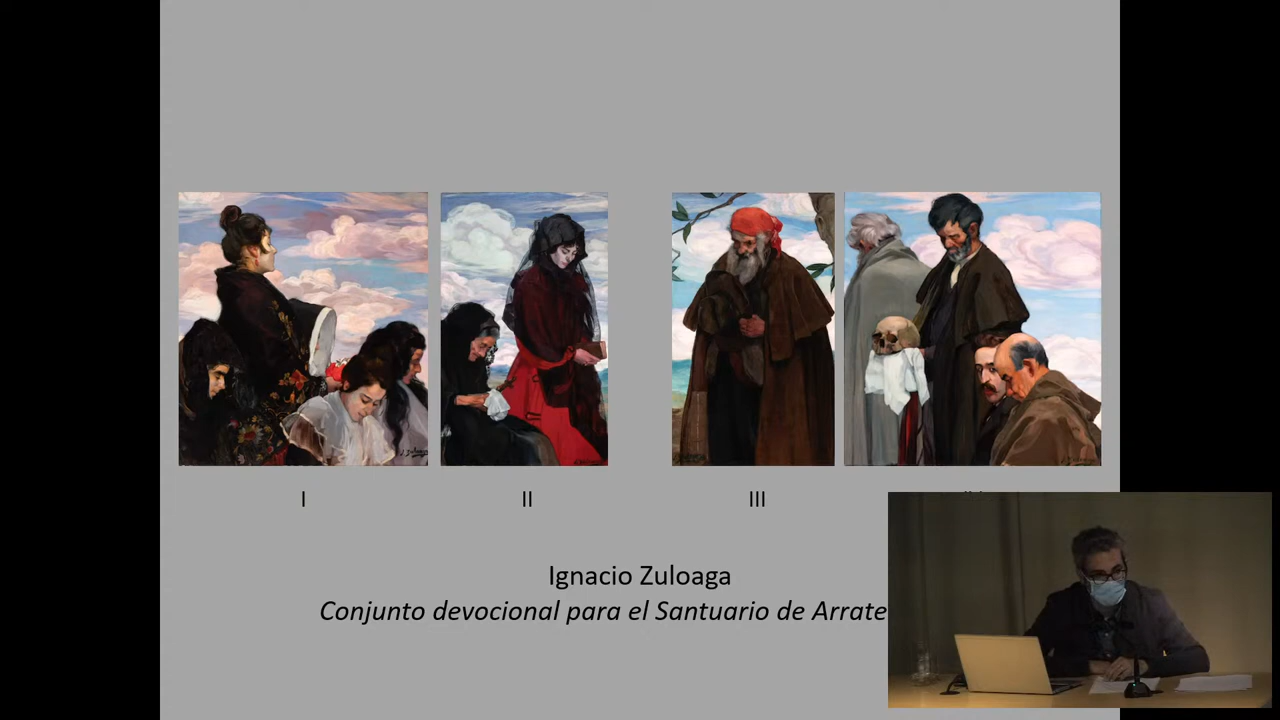 I
II
III
Ignacio Zuloaga
Conjunto devocional para el Santuario de Arrate